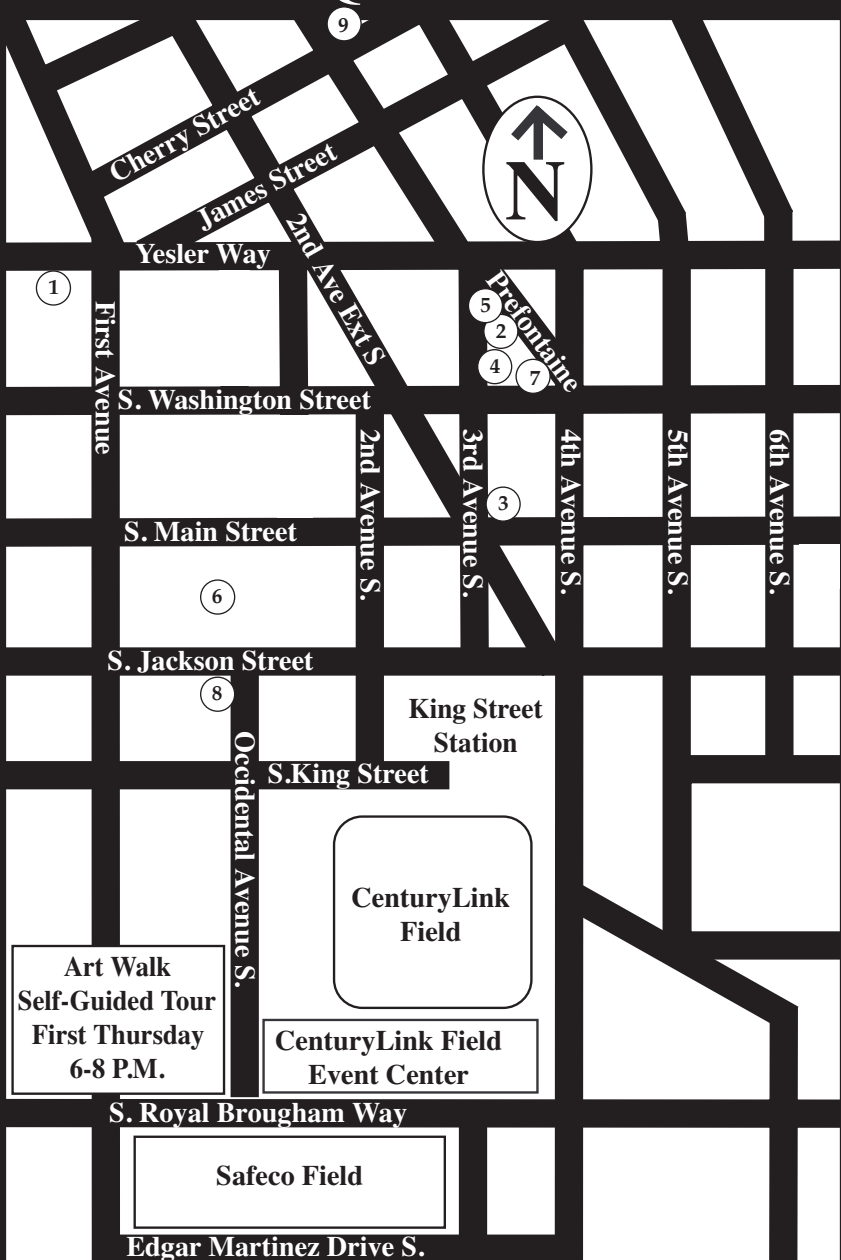 9
Cherry Street
James Street
N
2nd Ave Ext S
Yesler Way
1
First Avenue
Prefontaine
5
2
4
7
S. Washington Street
2nd Avenue S.
3rd Avenue S.
4th Avenue S.
5th Avenue S.
6th Avenue S.
3
S. Main Street
6
S. Jackson Street
8
King Street
Station
Occidental Avenue S.
S.King Street
CenturyLink
Field
Art Walk
Self-Guided Tour
First Thursday
6-8 P.M.
CenturyLink Field
Event Center
S. Royal Brougham Way
Safeco Field
Edgar Martinez Drive S.